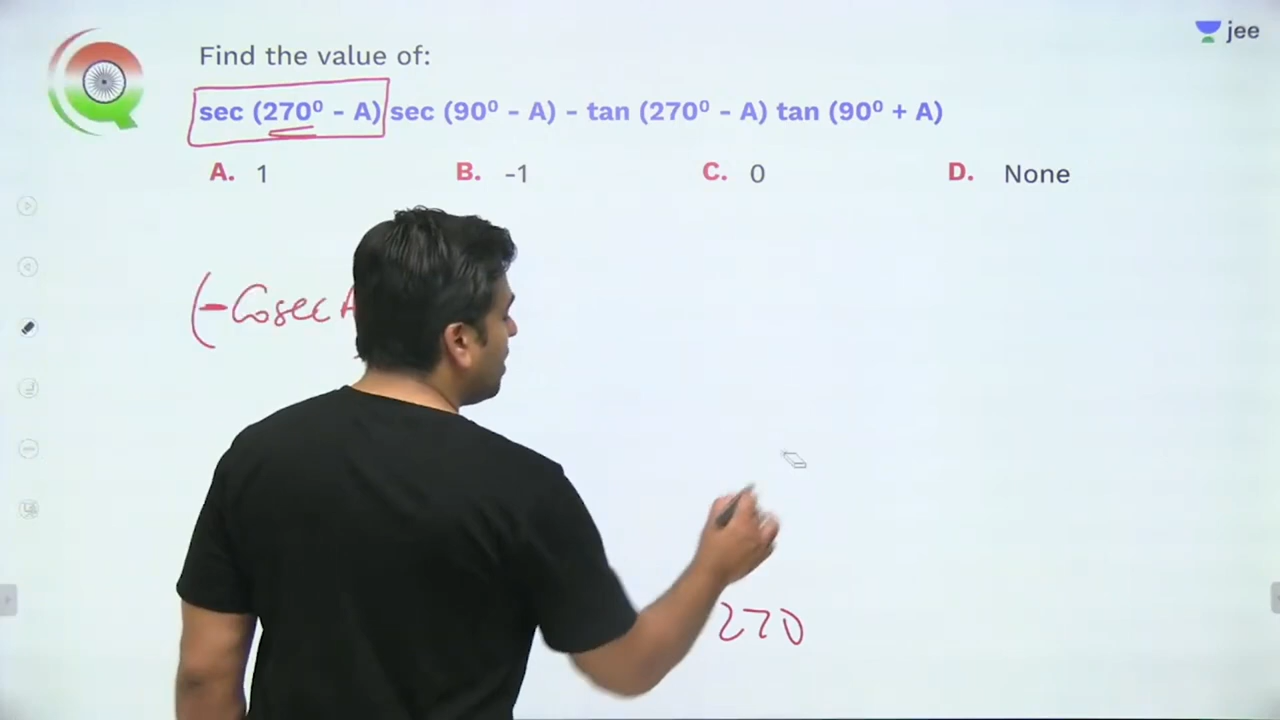 jee
Find the value of:
sec (270⁰ - A) sec (90⁰ - A) - tan (270⁰ - A) tan (90⁰ + A)
A. 1 B. -1 C. 0 D. None
(-Cosec A
270